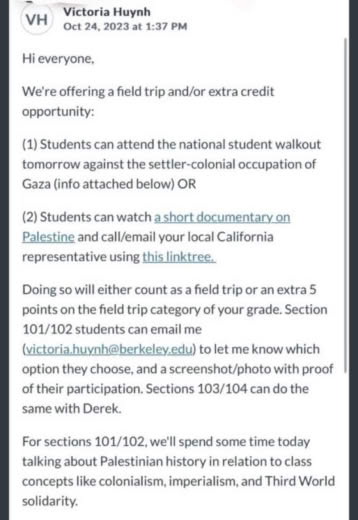 VH
Victoria Huynh
Oct 24, 2023 at 1:37 PM
Hi everyone,
We're offering a field trip and/or extra credit
opportunity:
(1) Students can attend the national student walkout
tomorrow against the settler-colonial occupation of
Gaza (info attached below) OR
(2) Students can watch a short documentary on
Palestine and call/email your local California
representative using this linktree.
Doing so will either count as a field trip or an extra 5
points on the field trip category of your grade. Section
101/102 students can email me
(victoria.huynh@berkeley.edu) to let me know which
option they choose, and a screenshot/photo with proof
of their participation. Sections 103/104 can do the
same with Derek.
For sections 101/102, we'll spend some time today
talking about Palestinian history in relation to class
concepts like colonialism, imperialism, and Third World
solidarity.